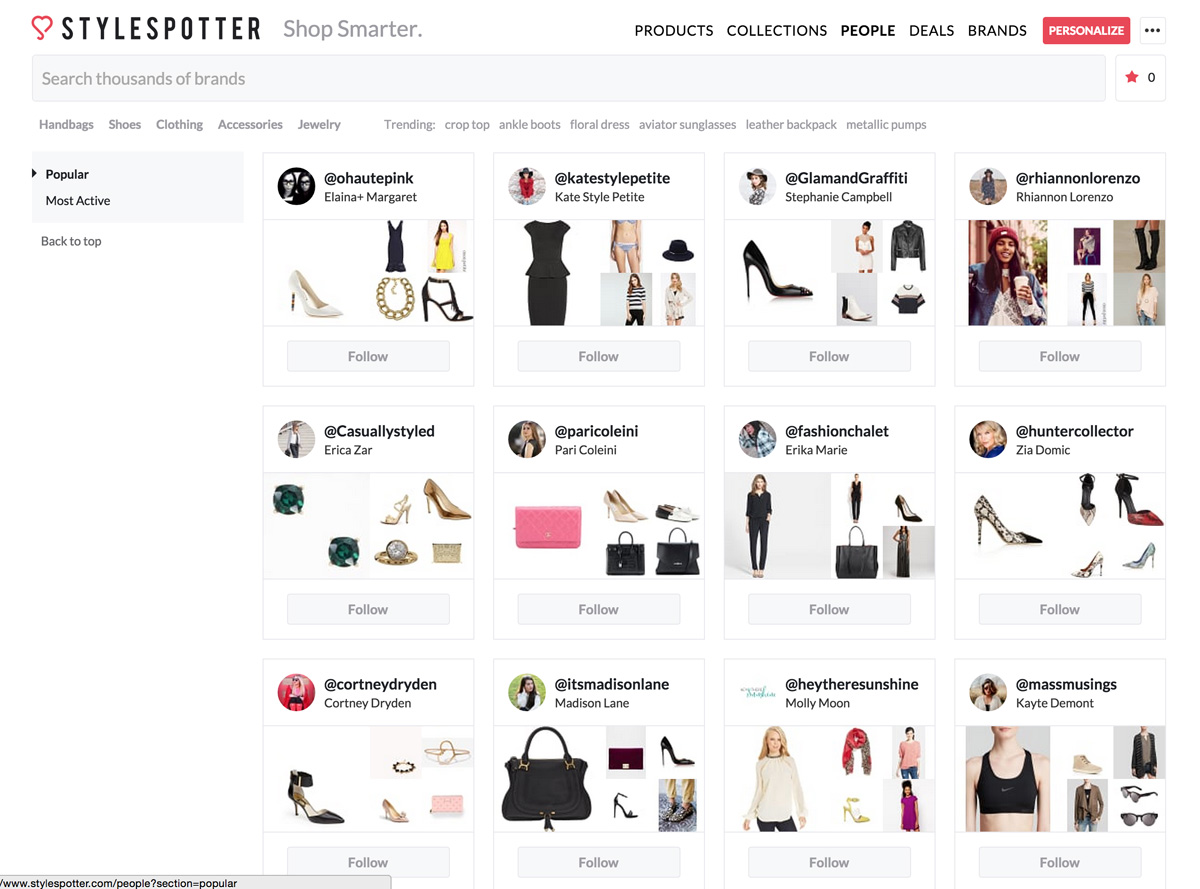 STYLESPOTTER Shop Smarter. PRODUCTS COLLECTIONS PEOPLE DEALS BRANDS PERSONALIZE •••
Search thousands of brands ★ 0
Handbags Shoes Clothing Accessories Jewelry Trending: crop top ankle boots floral dress aviator sunglasses leather backpack metallic pumps
Popular
Most Active
Back to top
@ohautepink
Elaina+ Margaret
Follow
@katestylepetite
Kate Style Petite
Follow
@GlamandGraffiti
Stephanie Campbell
Follow
@rhiannonlorenzo
Rhiannon Lorenzo
Follow
@Casuallystyled
Erica Zar
Follow
@paricoleini
Pari Coleini
Follow
@fashionchalet
Erika Marie
Follow
@huntercollector
Zia Domic
Follow
@cortneydryden
Cortney Dryden
Follow
@itsmadisonlane
Madison Lane
Follow
@heytheresunshine
Molly Moon
Follow
@massmusings
Kayte Demont
Follow
/www.stylespotter.com/people?section=popular